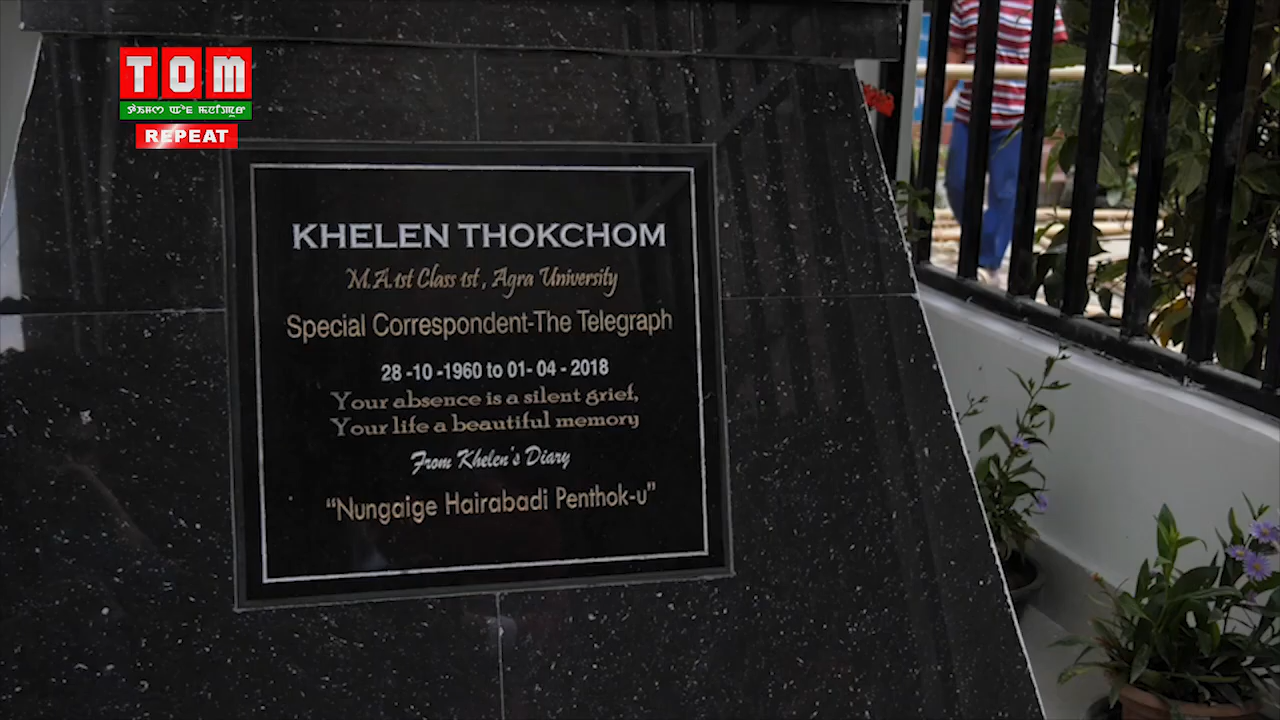 TOM
REPEAT
KHELEN THOKCHOM
M.A.1st Class 1st, Agra University
Special Correspondent-The Telegraph
28-10-1960 to 01-04-2018
Your absence is a silent grief,
Your life a beautiful memory
From Khelen's Diary
“Nungaige Hairabadi Penthok-u”